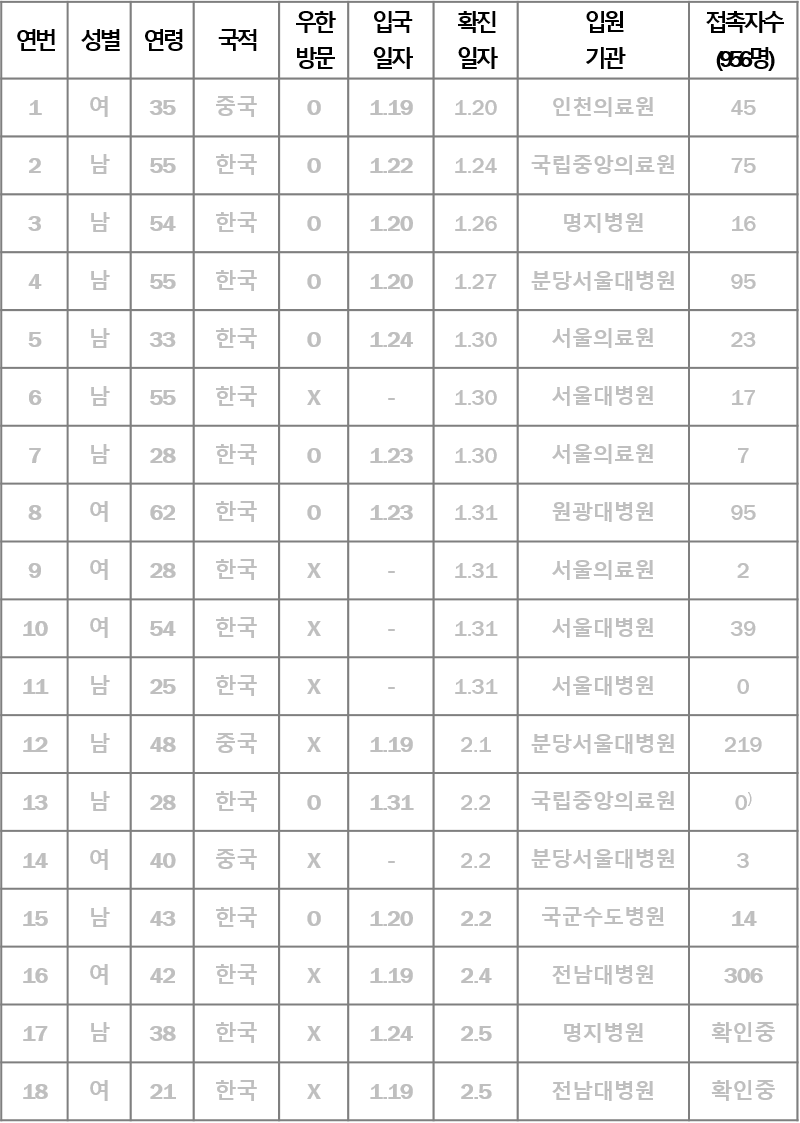 연번 성별 연령 국적 우한 방문 입국 일자 확진 일자 입원 기관 접촉자수 (956명)
1 여 35 중국 O 1.19 1.20 인천의료원 45
2 남 55 한국 O 1.22 1.24 국립중앙의료원 75
3 남 54 한국 O 1.20 1.26 명지병원 16
4 남 55 한국 O 1.20 1.27 분당서울대병원 95
5 남 33 한국 O 1.24 1.30 서울의료원 23
6 남 55 한국 X - 1.30 서울대병원 17
7 남 28 한국 O 1.23 1.30 서울의료원 7
8 여 62 한국 O 1.23 1.31 원광대병원 95
9 여 28 한국 X - 1.31 서울의료원 2
10 여 54 한국 X - 1.31 서울대병원 39
11 남 25 한국 X - 1.31 서울대병원 0
12 남 48 중국 X 1.19 2.1 분당서울대병원 219
13 남 28 한국 O 1.31 2.2 국립중앙의료원 0)
14 여 40 중국 X - 2.2 분당서울대병원 3
15 남 43 한국 O 1.20 2.2 국군수도병원 14
16 여 42 한국 X 1.19 2.4 전남대병원 306
17 남 38 한국 X 1.24 2.5 명지병원 확인중
18 여 21 한국 X 1.19 2.5 전남대병원 확인중